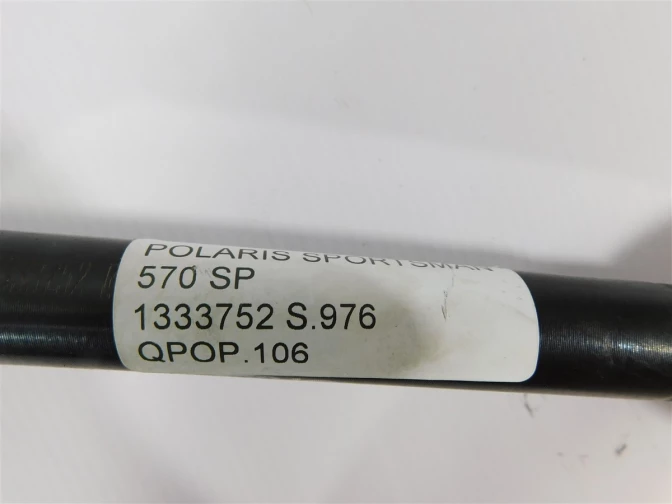 POLARIS SPORTSMAN
570 SP
1333752 S.976
QPOP.106